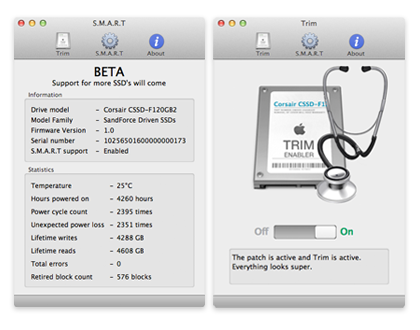 S.M.A.R.T
Trim
S.M.A.R.T
About
BETA
Support for more SSD's will come
Information
Drive model - Corsair CSSD-F120GB2
Model Family - SandForce Driven SSDs
Firmware Version - 1.0
Serial number - 10256501600000000173
S.M.A.R.T support - Enabled
Statistics
Temperature - 25°C
Hours powered on - 4260 hours
Power cycle count - 2395 times
Unexpected power loss - 2351 times
Lifetime writes - 4288 GB
Lifetime reads - 4608 GB
Total errors - 0
Retired block count - 576 blocks
Trim
Trim
S.M.A.R.T
About
Corsair CSSD-F1
TRIM
ENABLER
Off
On
The patch is active and Trim is active.
Everything looks super.